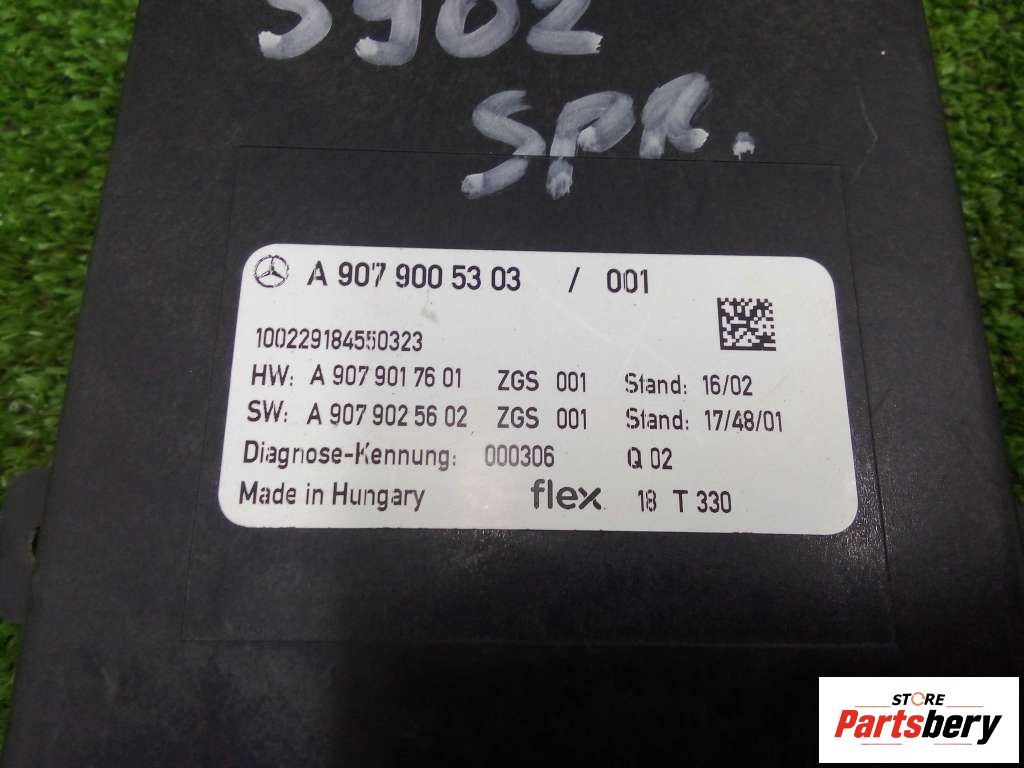 5902
SPR.
A 907 900 53 03 / 001
100229184550323
HW: A 907 901 76 01 ZGS 001 Stand: 16/02
SW: A 907 902 56 02 ZGS 001 Stand: 17/48/01
Diagnose-Kennung: 000306 Q 02
Made in Hungary flex 18 T 330
STORE
Partsbery